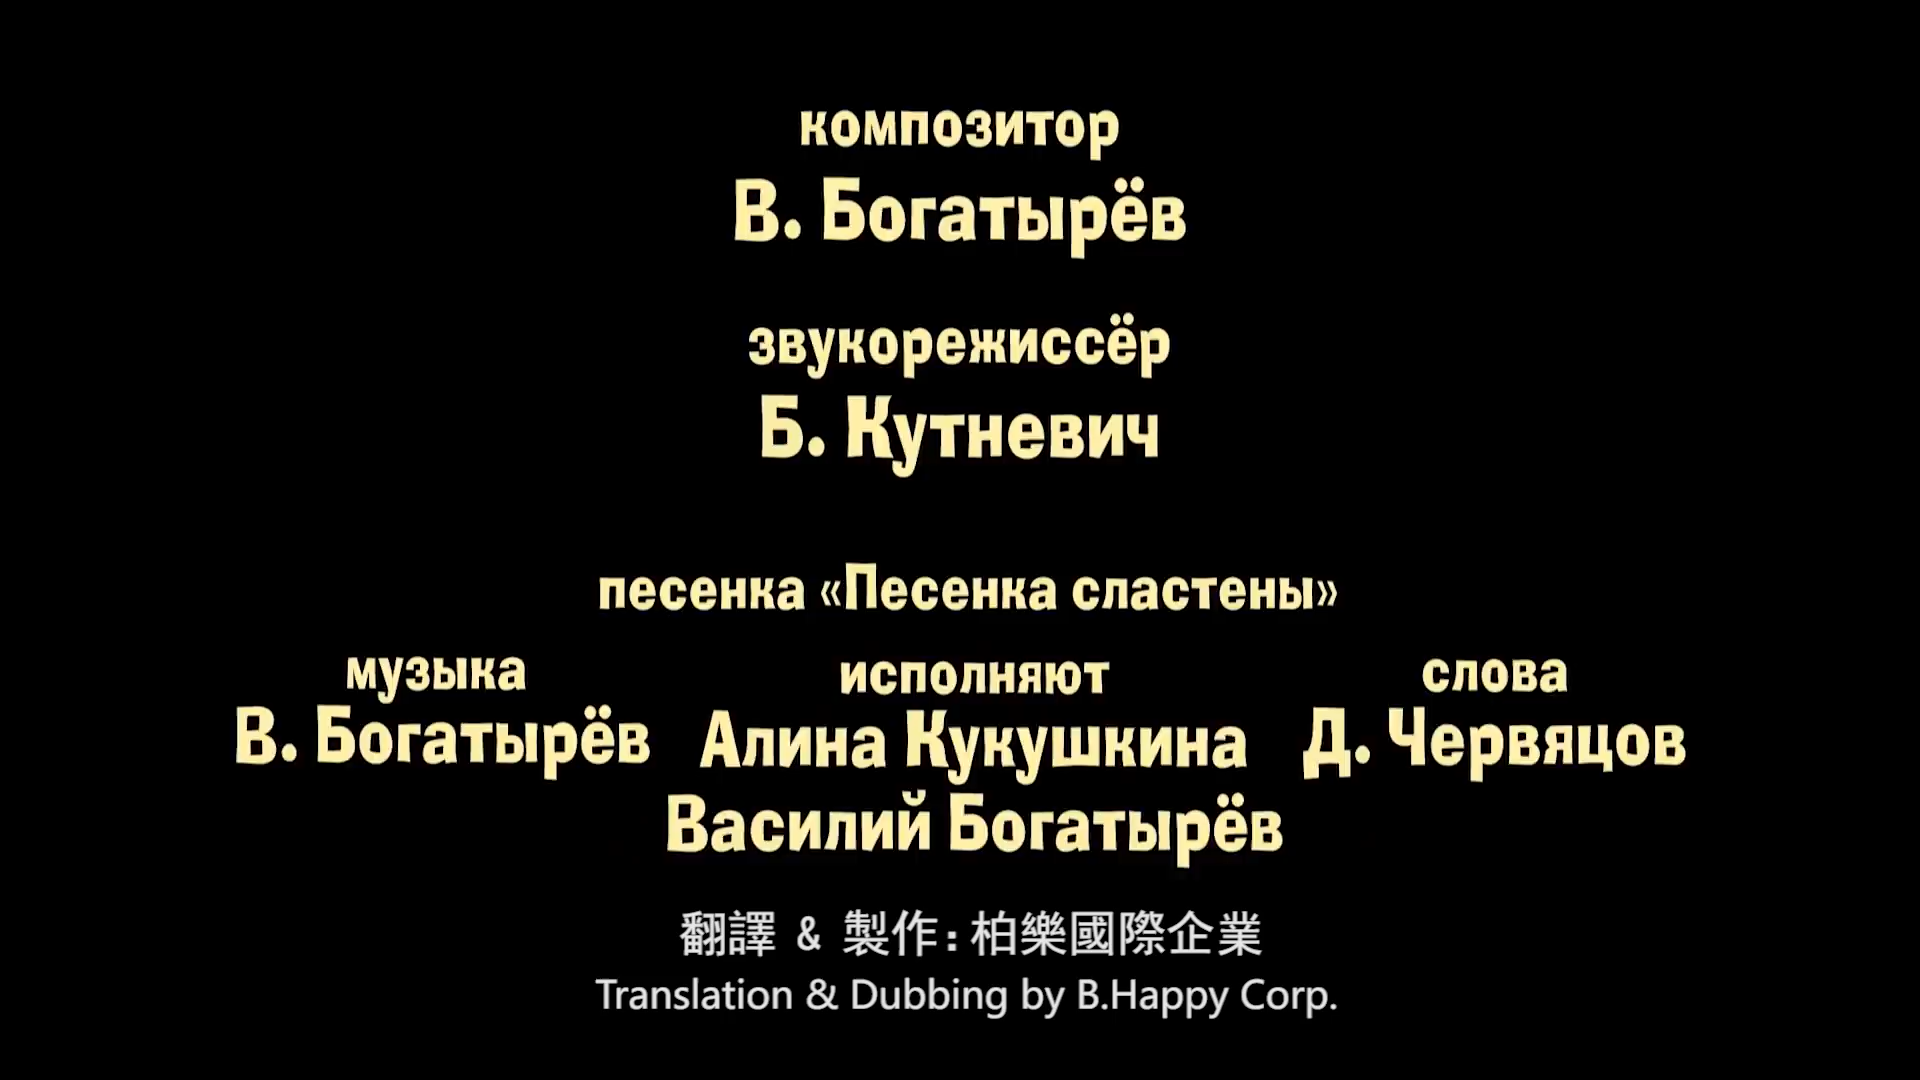 композитор
В. Богатырёв
звукорежиссёр
Б. Кутневич
песенка «Песенка сластены»
музыка исполняют слова
В. Богатырёв Алина Кукушкина Д. Червяцов
Василий Богатырёв
翻譯 & 製作: 柏樂國際企業
Translation & Dubbing by B.Happy Corp.